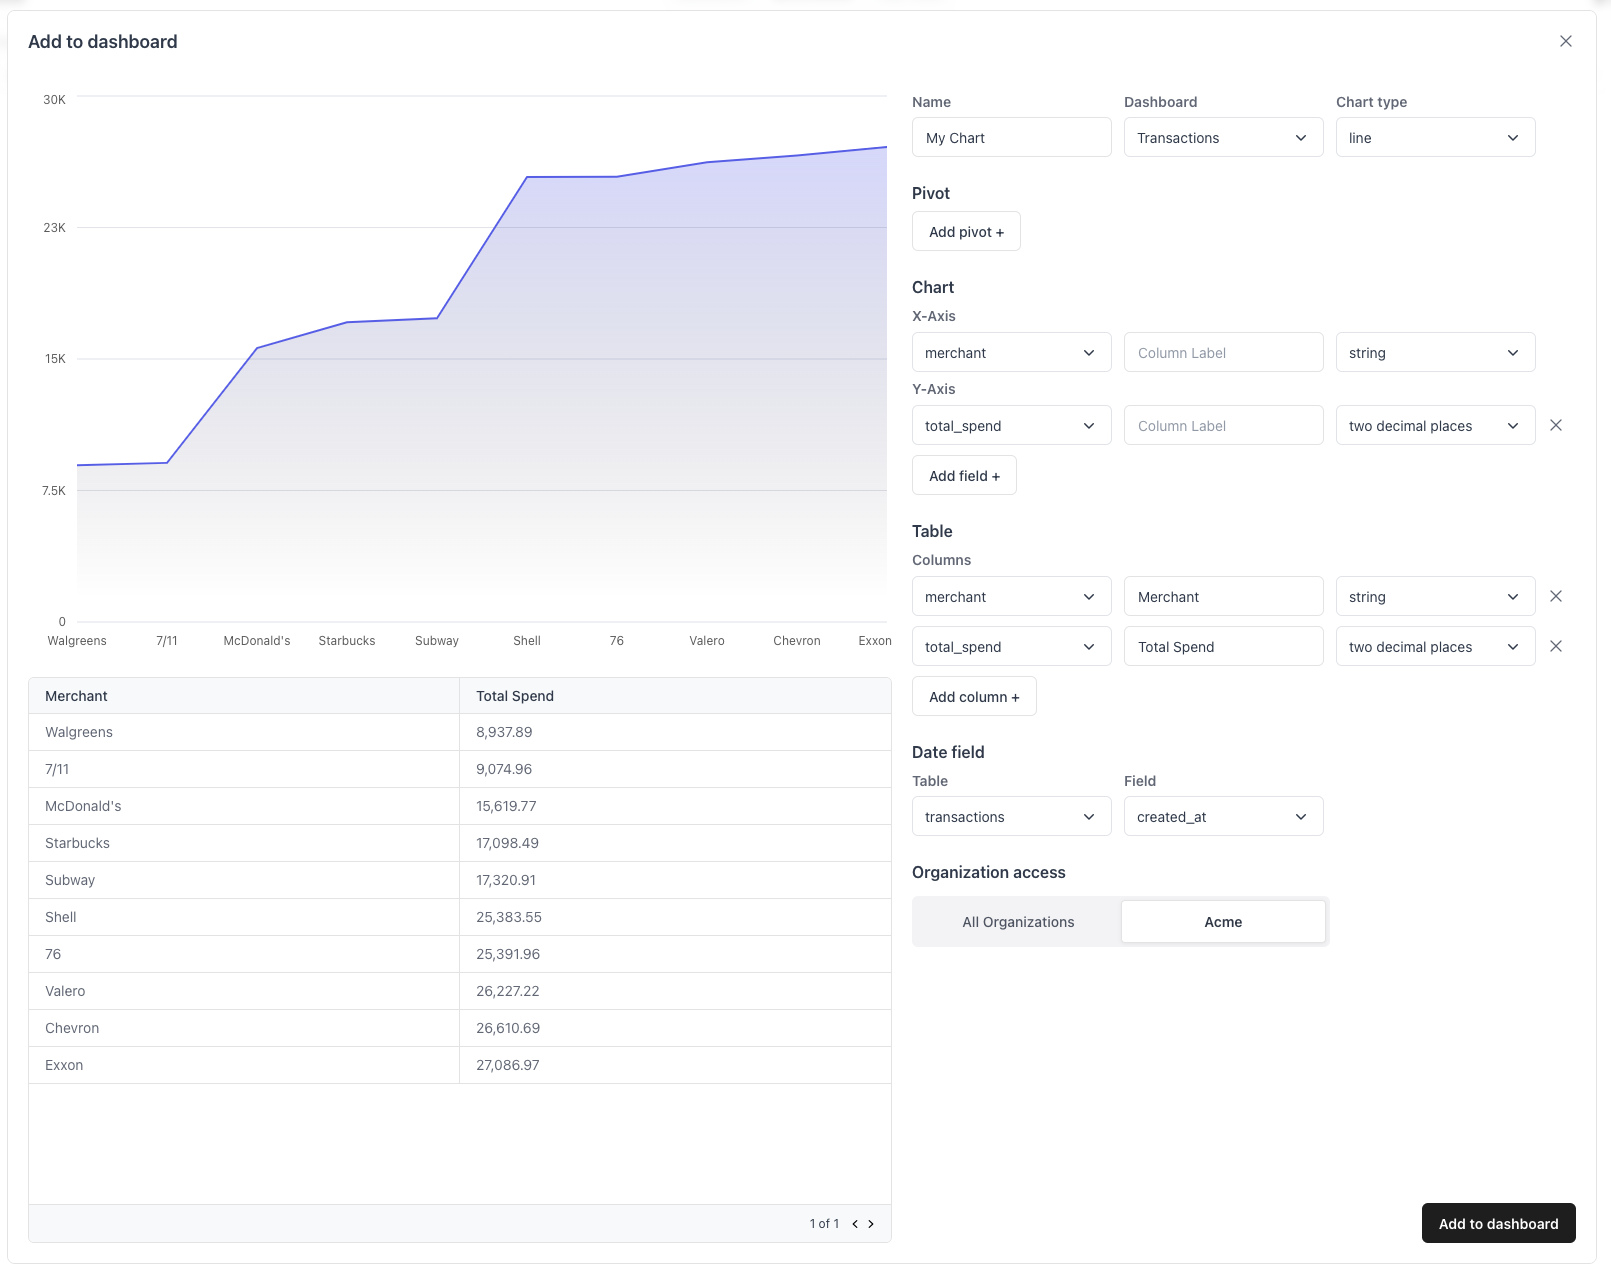 Add to dashboard
30K
23K
15K
7.5K
0
Walgreens 7/11 McDonald's Starbucks Subway Shell 76 Valero Chevron Exxon
Merchant Total Spend
Walgreens 8,937.89
7/11 9,074.96
McDonald's 15,619.77
Starbucks 17,098.49
Subway 17,320.91
Shell 25,383.55
76 25,391.96
Valero 26,227.22
Chevron 26,610.69
Exxon 27,086.97
1 of 1
Name Dashboard Chart type
My Chart Transactions line
Pivot
Add pivot +
Chart
X-Axis
merchant Column Label string
Y-Axis
total_spend Column Label two decimal places
Add field +
Table
Columns
merchant Merchant string
total_spend Total Spend two decimal places
Add column +
Date field
Table Field
transactions created_at
Organization access
All Organizations Acme
Add to dashboard